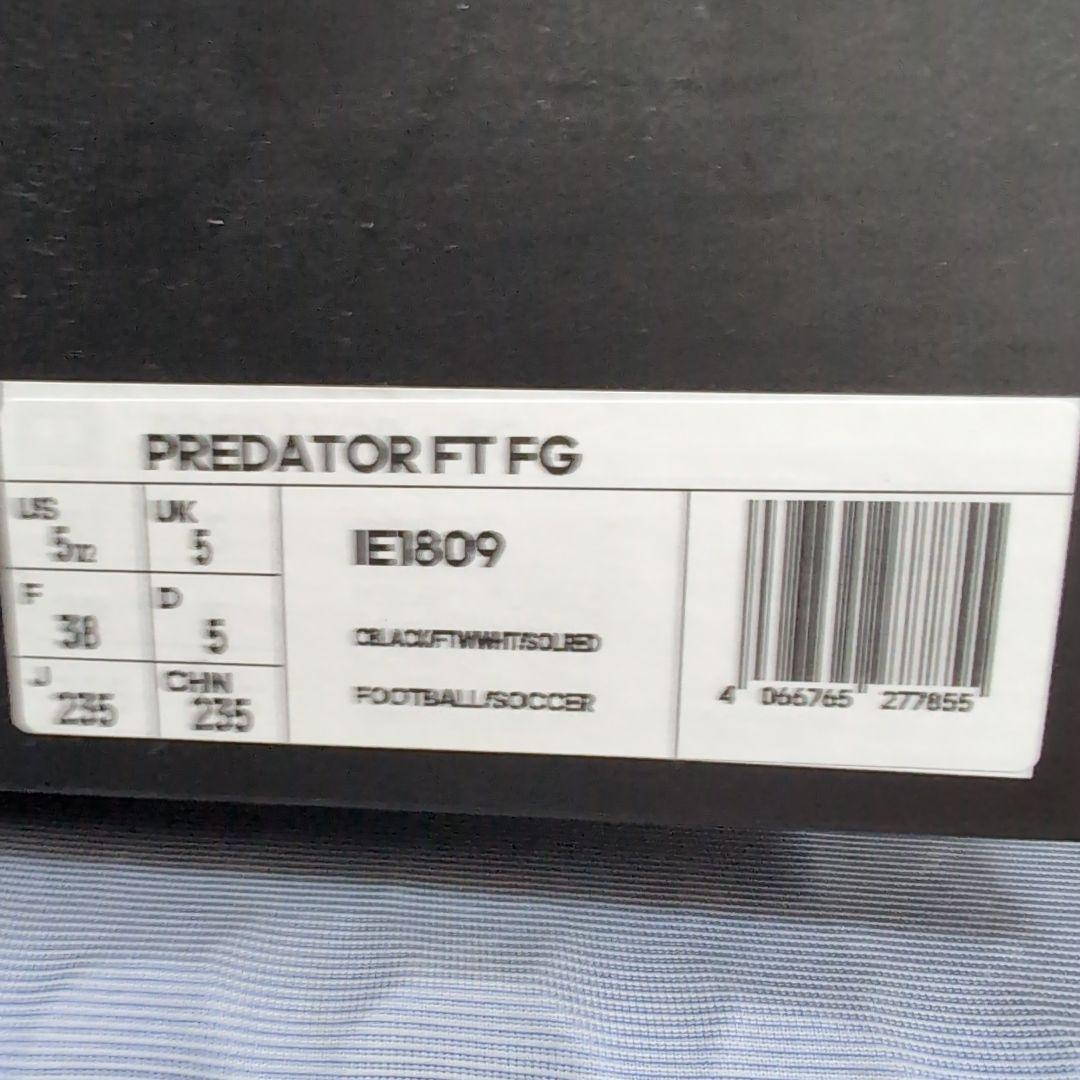 PREDATOR FT FG
US UK
5 1/2 5
F D
38 5
J CHN
235 235
IE1809
CBLACK/FTWWHT/SOLRED
FOOTBALL/SOCCER
4 066765 277855